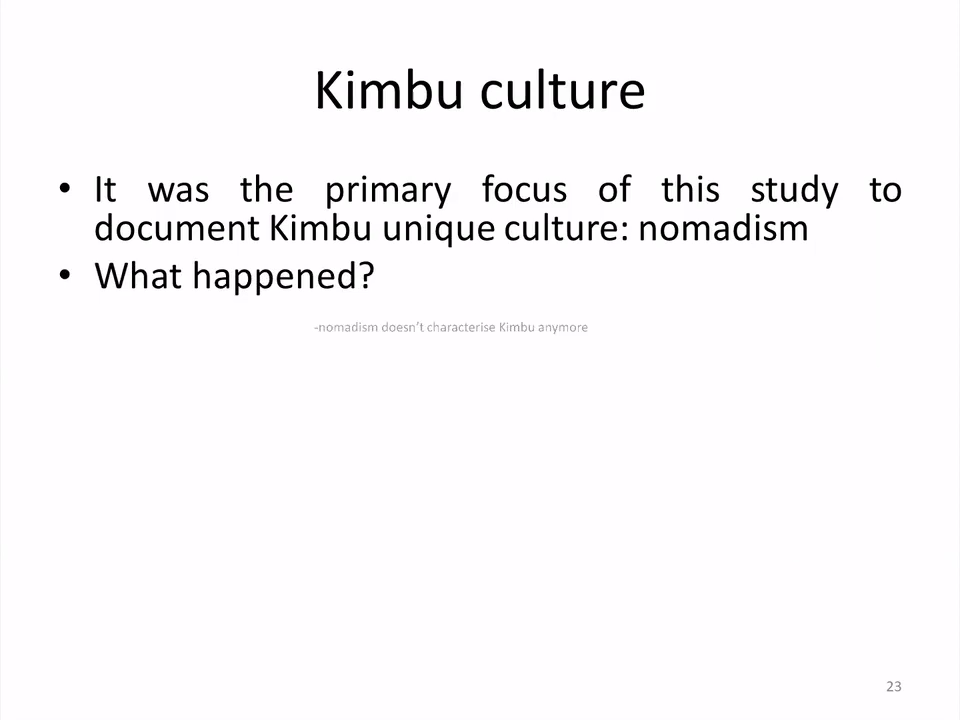 Kimbu culture
• It was the primary focus of this study to
document Kimbu unique culture: nomadism
• What happened?
-nomadism doesn’t characterise Kimbu anymore
23